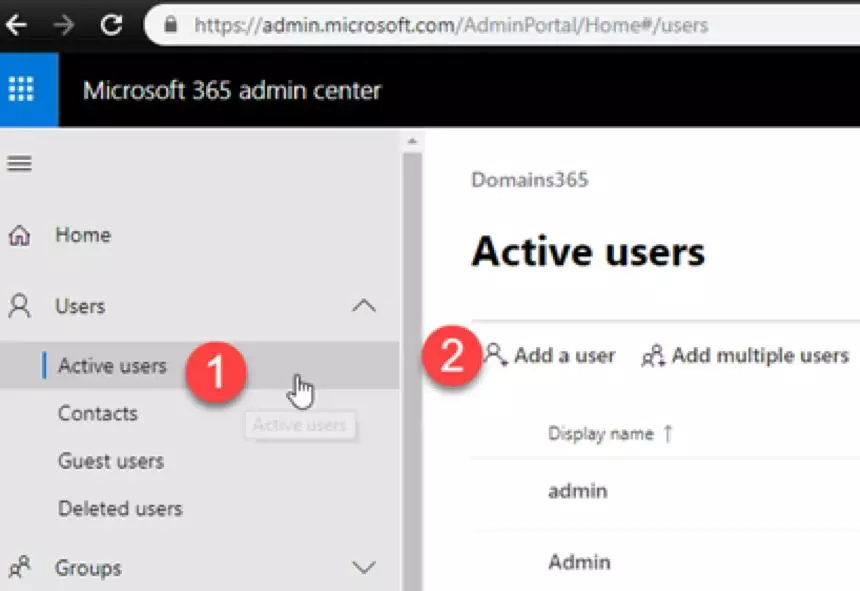 https://admin.microsoft.com/AdminPortal/Home#/users
Microsoft 365 admin center
Home
Users
Active users
1
Active users
Contacts
Guest users
Deleted users
Groups
Domains365
Active users
2
Add a user
Add multiple users
Display name ↑
admin
Admin